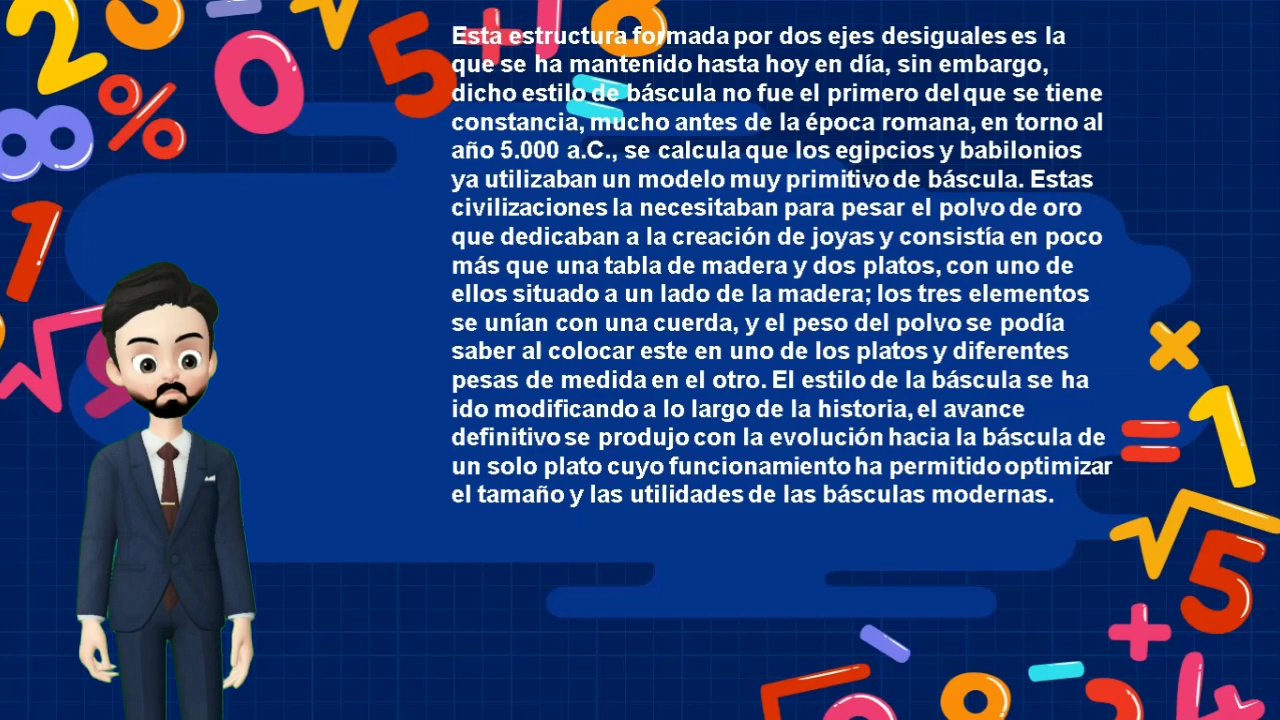 Esta estructura formada por dos ejes desiguales es la
que se ha mantenido hasta hoy en día, sin embargo,
dicho estilo de báscula no fue el primero del que se tiene
constancia, mucho antes de la época romana, en torno al
año 5.000 a.C., se calcula que los egipcios y babilonios
ya utilizaban un modelo muy primitivo de báscula. Estas
civilizaciones la necesitaban para pesar el polvo de oro
que dedicaban a la creación de joyas y consistía en poco
más que una tabla de madera y dos platos, con uno de
ellos situado a un lado de la madera; los tres elementos
se unían con una cuerda, y el peso del polvo se podía
saber al colocar este en uno de los platos y diferentes
pesas de medida en el otro. El estilo de la báscula se ha
ido modificando a lo largo de la historia, el avance
definitivo se produjo con la evolución hacia la báscula de
un solo plato cuyo funcionamiento ha permitido optimizar
el tamaño y las utilidades de las básculas modernas.